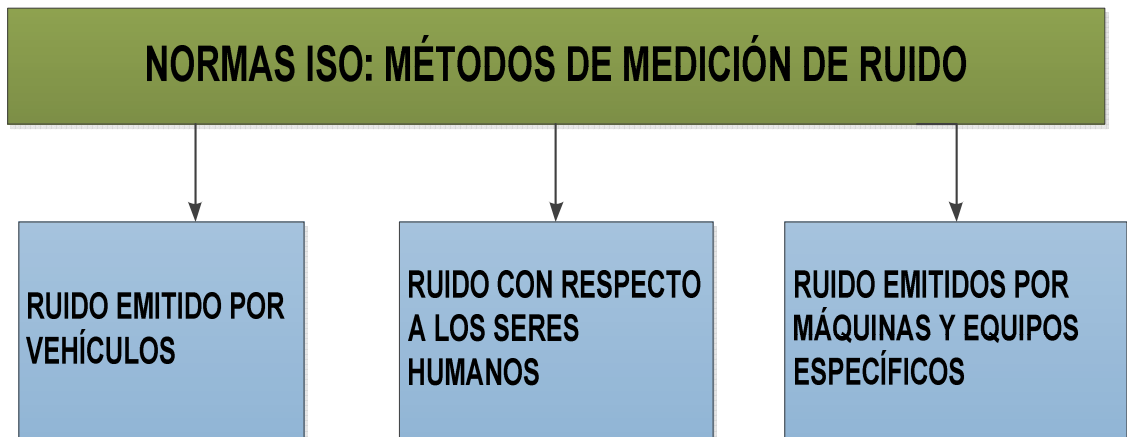 NORMAS ISO: MÉTODOS DE MEDICIÓN DE RUIDO
RUIDO EMITIDO POR
VEHÍCULOS
RUIDO CON RESPECTO
A LOS SERES
HUMANOS
RUIDO EMITIDOS POR
MÁQUINAS Y EQUIPOS
ESPECÍFICOS